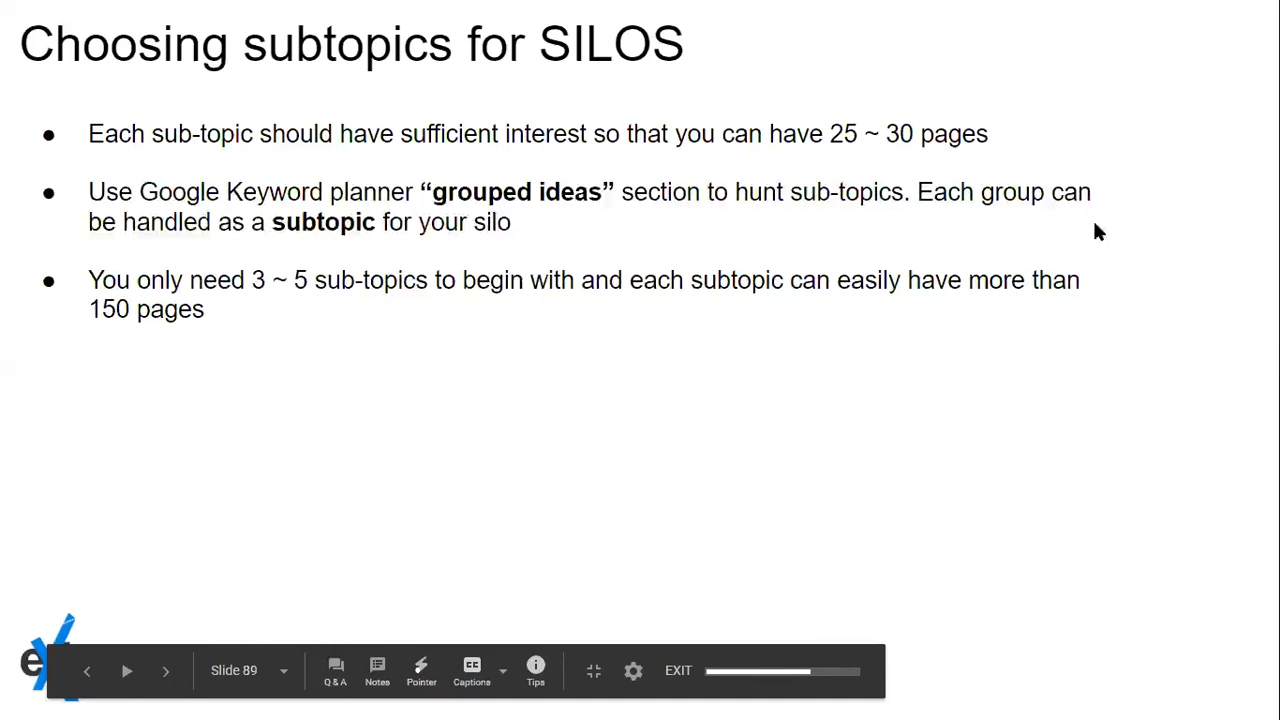 Choosing subtopics for SILOS
● Each sub-topic should have sufficient interest so that you can have 25 ~ 30 pages
● Use Google Keyword planner “grouped ideas” section to hunt sub-topics. Each group can
be handled as a subtopic for your silo
● You only need 3 ~ 5 sub-topics to begin with and each subtopic can easily have more than
150 pages
Slide 89
Q & A
Notes
Pointer
CC
Captions
Tips
EXIT